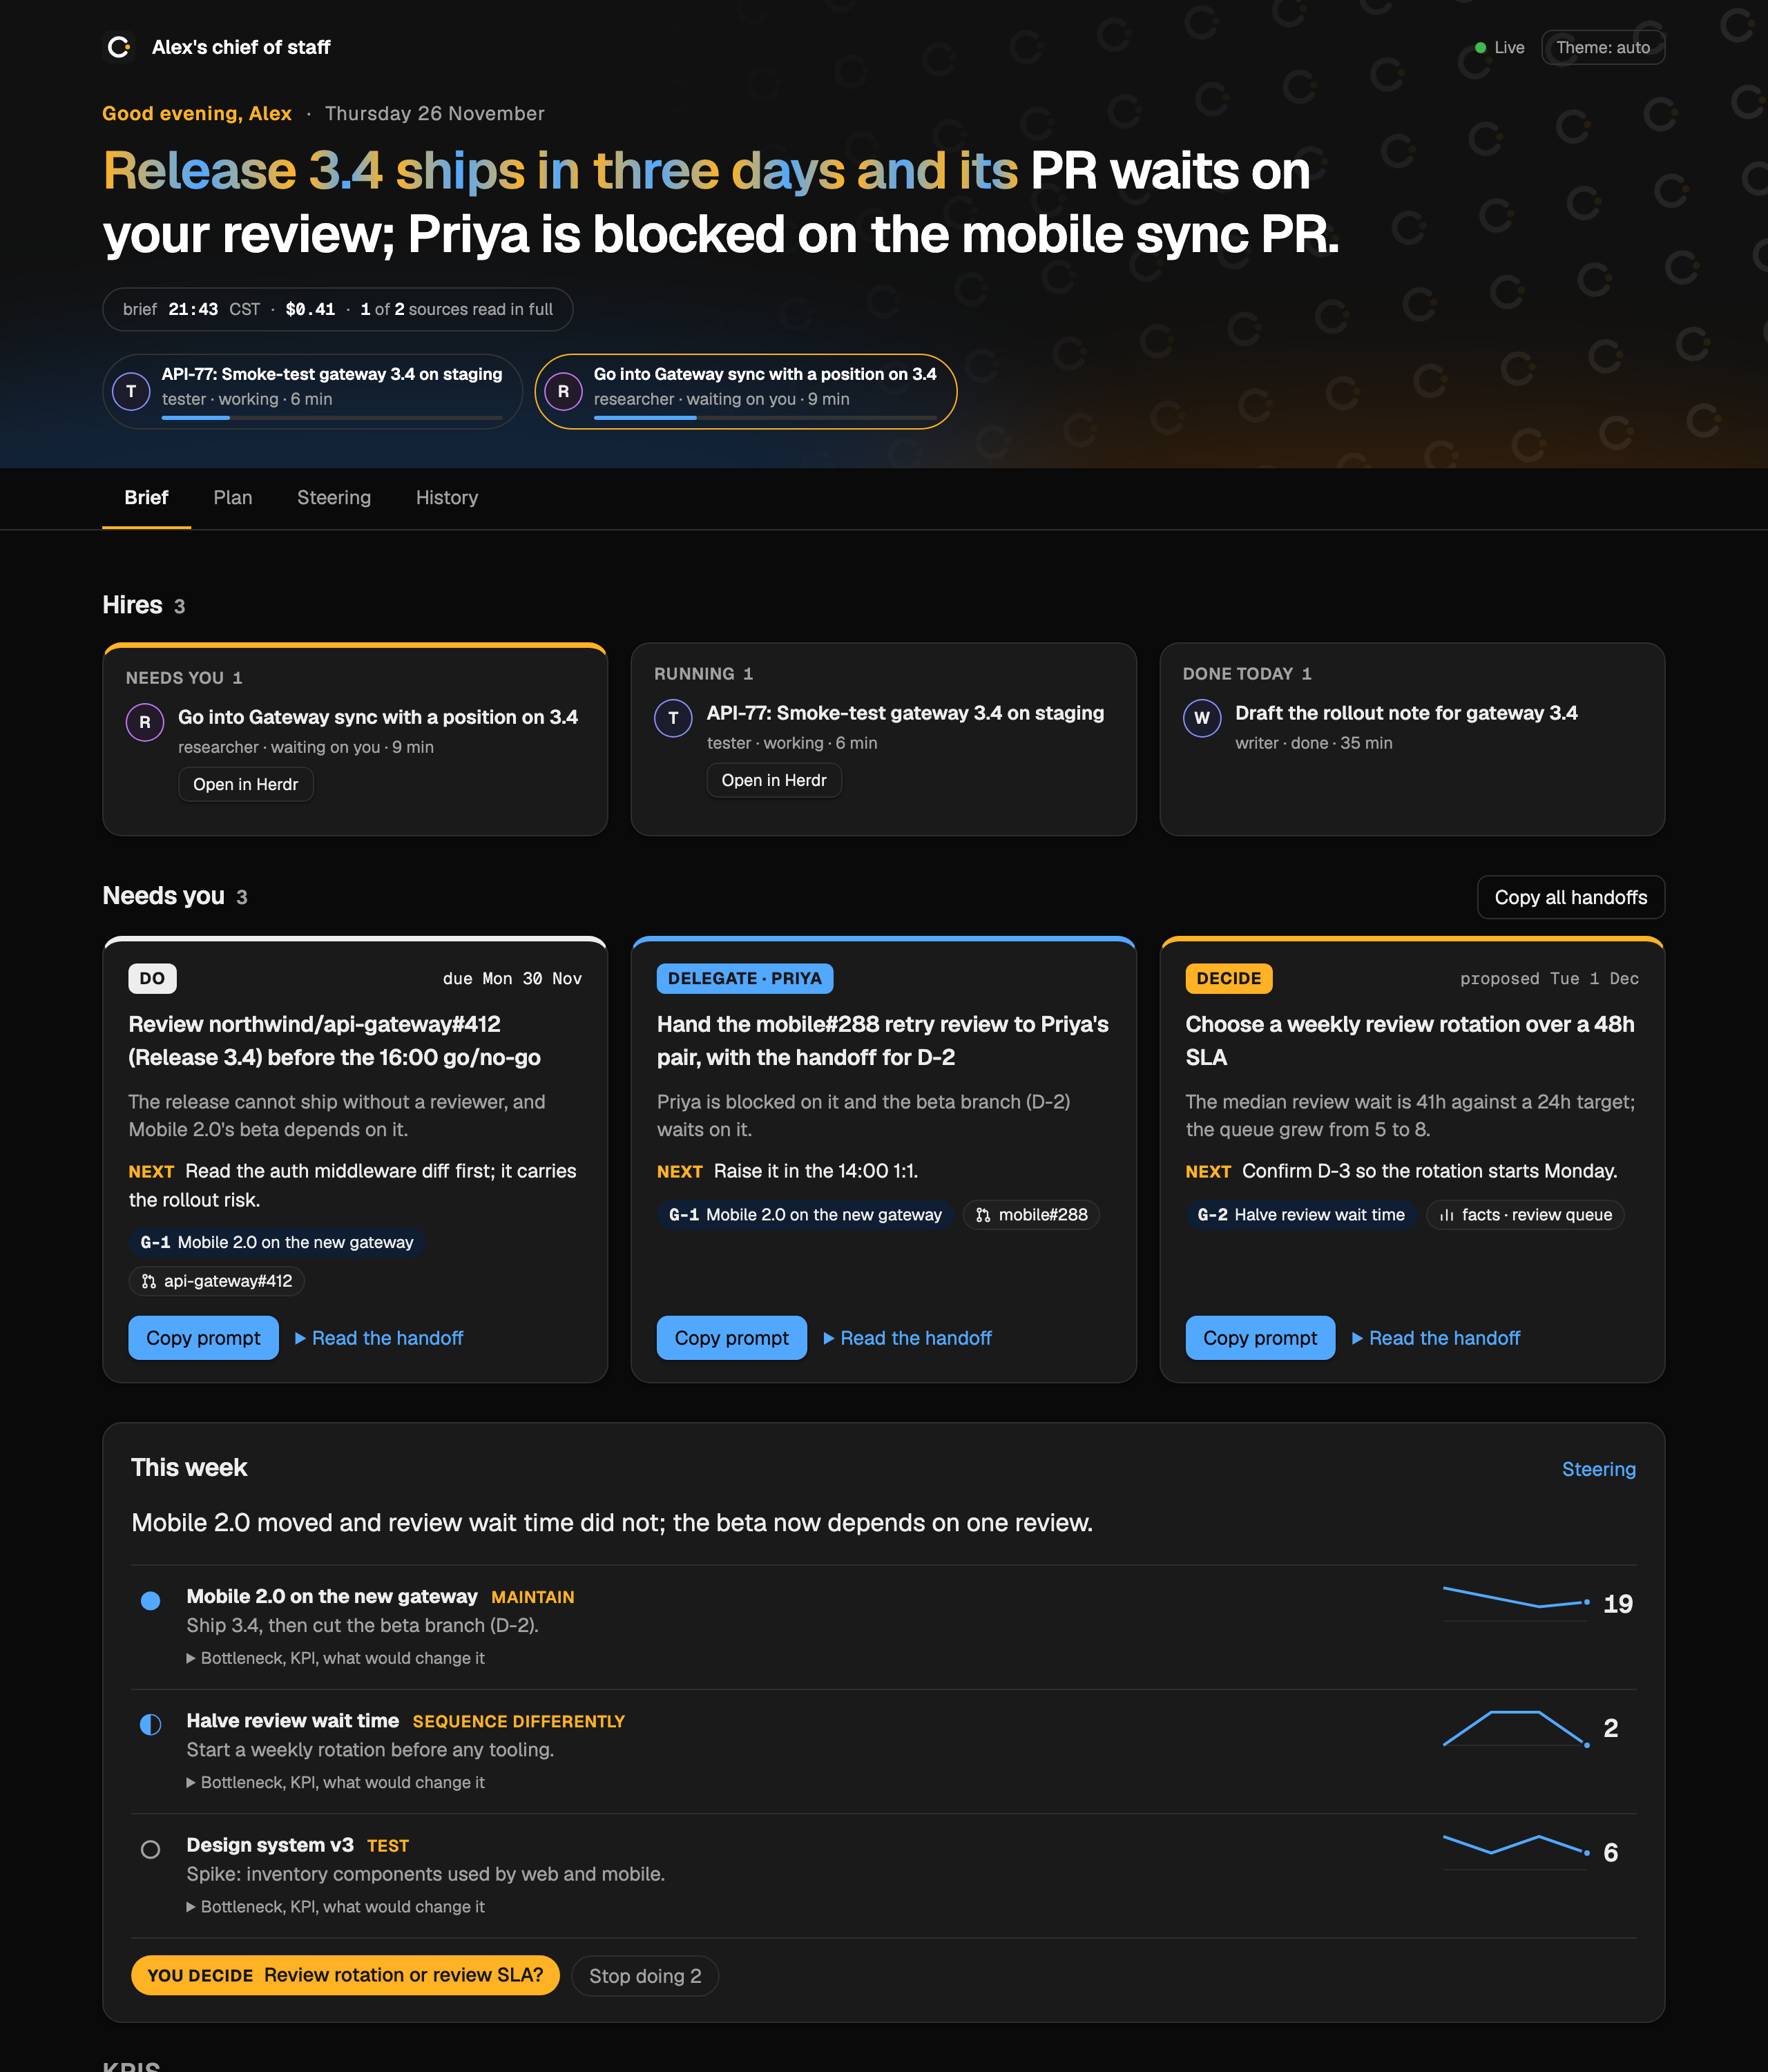 Alex's chief of staff
Live
Theme: auto
Good evening, Alex · Thursday 26 November
Release 3.4 ships in three days and its PR waits on
your review; Priya is blocked on the mobile sync PR.
brief 21:43 CST · $0.41 · 1 of 2 sources read in full
T
API-77: Smoke-test gateway 3.4 on staging
tester · working · 6 min
R
Go into Gateway sync with a position on 3.4
researcher · waiting on you · 9 min
Brief
Plan
Steering
History
Hires 3
NEEDS YOU 1
R
Go into Gateway sync with a position on 3.4
researcher · waiting on you · 9 min
Open in Herdr
RUNNING 1
T
API-77: Smoke-test gateway 3.4 on staging
tester · working · 6 min
Open in Herdr
DONE TODAY 1
W
Draft the rollout note for gateway 3.4
writer · done · 35 min
Needs you 3
Copy all handoffs
DO
due Mon 30 Nov
Review northwind/api-gateway#412
(Release 3.4) before the 16:00 go/no-go
The release cannot ship without a reviewer, and
Mobile 2.0's beta depends on it.
NEXT Read the auth middleware diff first; it carries
the rollout risk.
G-1 Mobile 2.0 on the new gateway
api-gateway#412
Copy prompt
Read the handoff
DELEGATE · PRIYA
Hand the mobile#288 retry review to Priya's
pair, with the handoff for D-2
Priya is blocked on it and the beta branch (D-2)
waits on it.
NEXT Raise it in the 14:00 1:1.
G-1 Mobile 2.0 on the new gateway
mobile#288
Copy prompt
Read the handoff
DECIDE
proposed Tue 1 Dec
Choose a weekly review rotation over a 48h
SLA
The median review wait is 41h against a 24h target;
the queue grew from 5 to 8.
NEXT Confirm D-3 so the rotation starts Monday.
G-2 Halve review wait time
facts · review queue
Copy prompt
Read the handoff
This week
Steering
Mobile 2.0 moved and review wait time did not; the beta now depends on one review.
Mobile 2.0 on the new gateway MAINTAIN
Ship 3.4, then cut the beta branch (D-2).
Bottleneck, KPI, what would change it
19
Halve review wait time SEQUENCE DIFFERENTLY
Start a weekly rotation before any tooling.
Bottleneck, KPI, what would change it
2
Design system v3 TEST
Spike: inventory components used by web and mobile.
Bottleneck, KPI, what would change it
6
YOU DECIDE Review rotation or review SLA?
Stop doing 2
KPIS